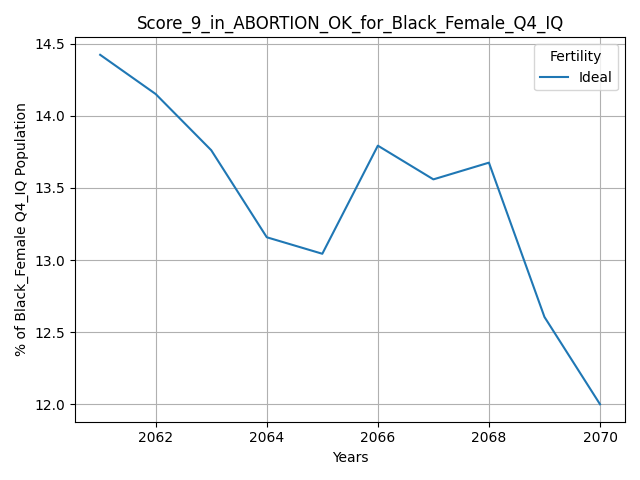 Score_9_in_ABORTION_OK_for_Black_Female_Q4_IQ
% of Black_Female Q4_IQ Population
14.5
14.0
13.5
13.0
12.5
12.0
Fertility
Ideal
2062
2064
2066
2068
2070
Years